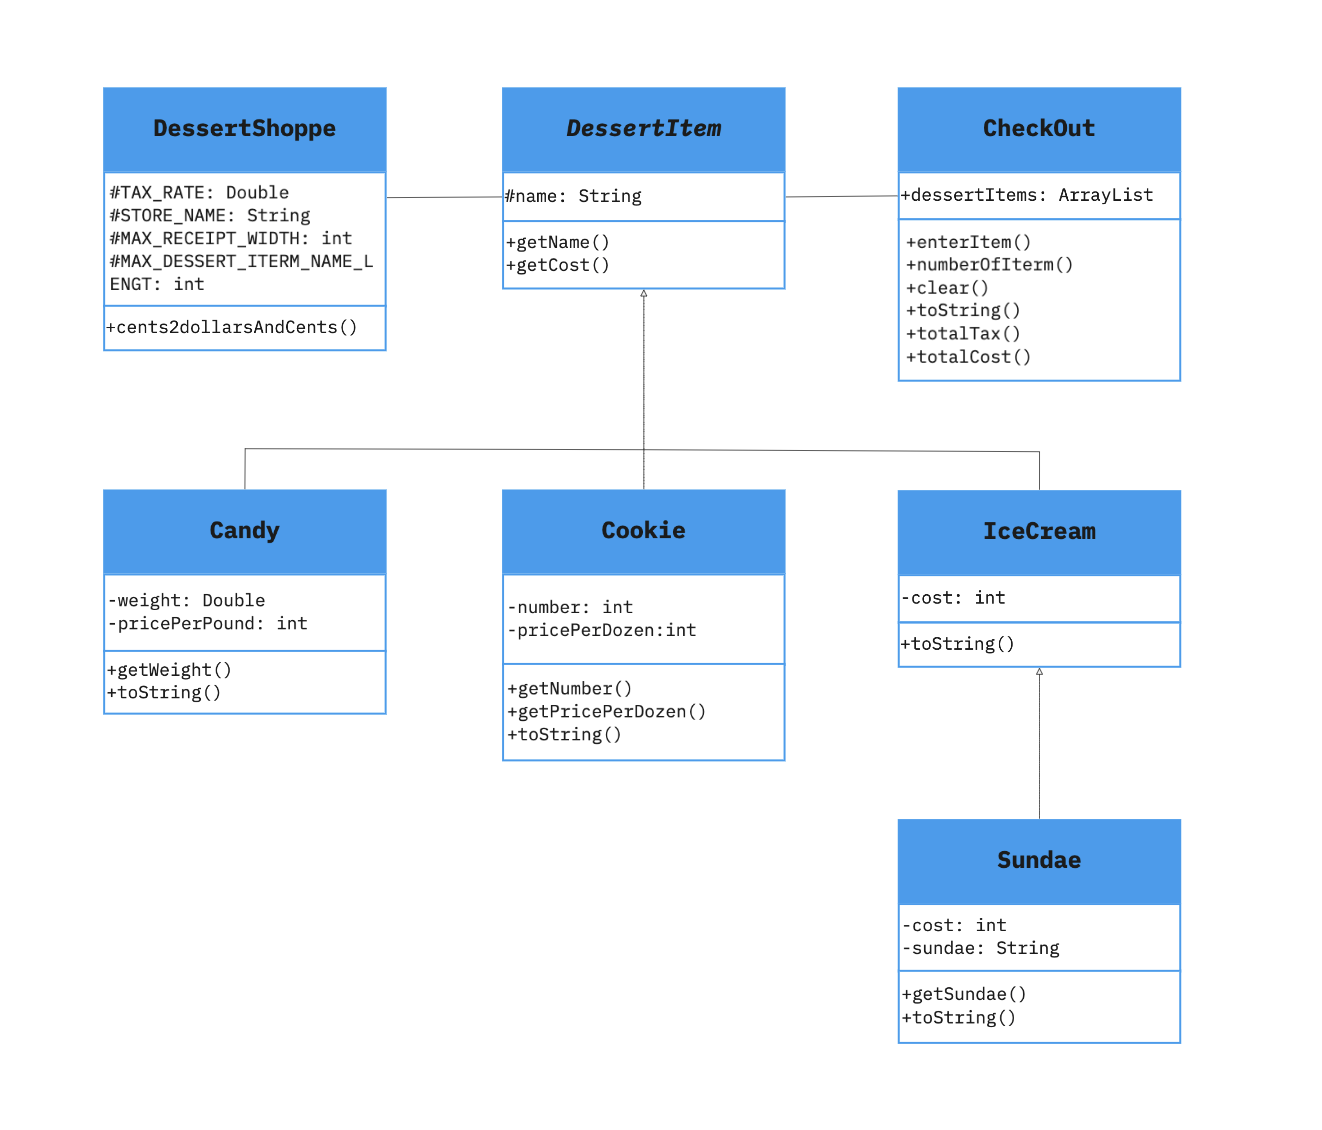 DessertShoppe
#TAX_RATE: Double
#STORE_NAME: String
#MAX_RECEIPT_WIDTH: int
#MAX_DESSERT_ITERM_NAME_L
ENGT: int
+cents2dollarsAndCents()
DessertItem
#name: String
+getName()
+getCost()
CheckOut
+dessertItems: ArrayList
+enterItem()
+numberOfIterm()
+clear()
+toString()
+totalTax()
+totalCost()
Candy
-weight: Double
-pricePerPound: int
+getWeight()
+toString()
Cookie
-number: int
-pricePerDozen:int
+getNumber()
+getPricePerDozen()
+toString()
IceCream
-cost: int
+toString()
Sundae
-cost: int
-sundae: String
+getSundae()
+toString()